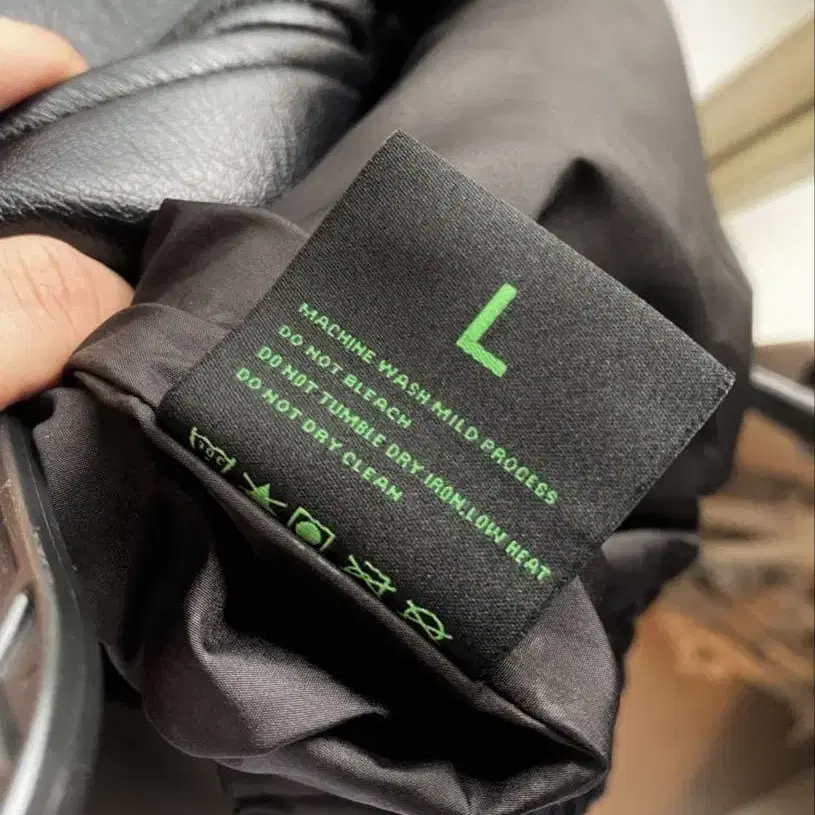 L
MACHINE WASH MILD PROCESS
DO NOT BLEACH
DO NOT TUMBLE DRY IRON,LOW HEAT
DO NOT DRY CLEAN